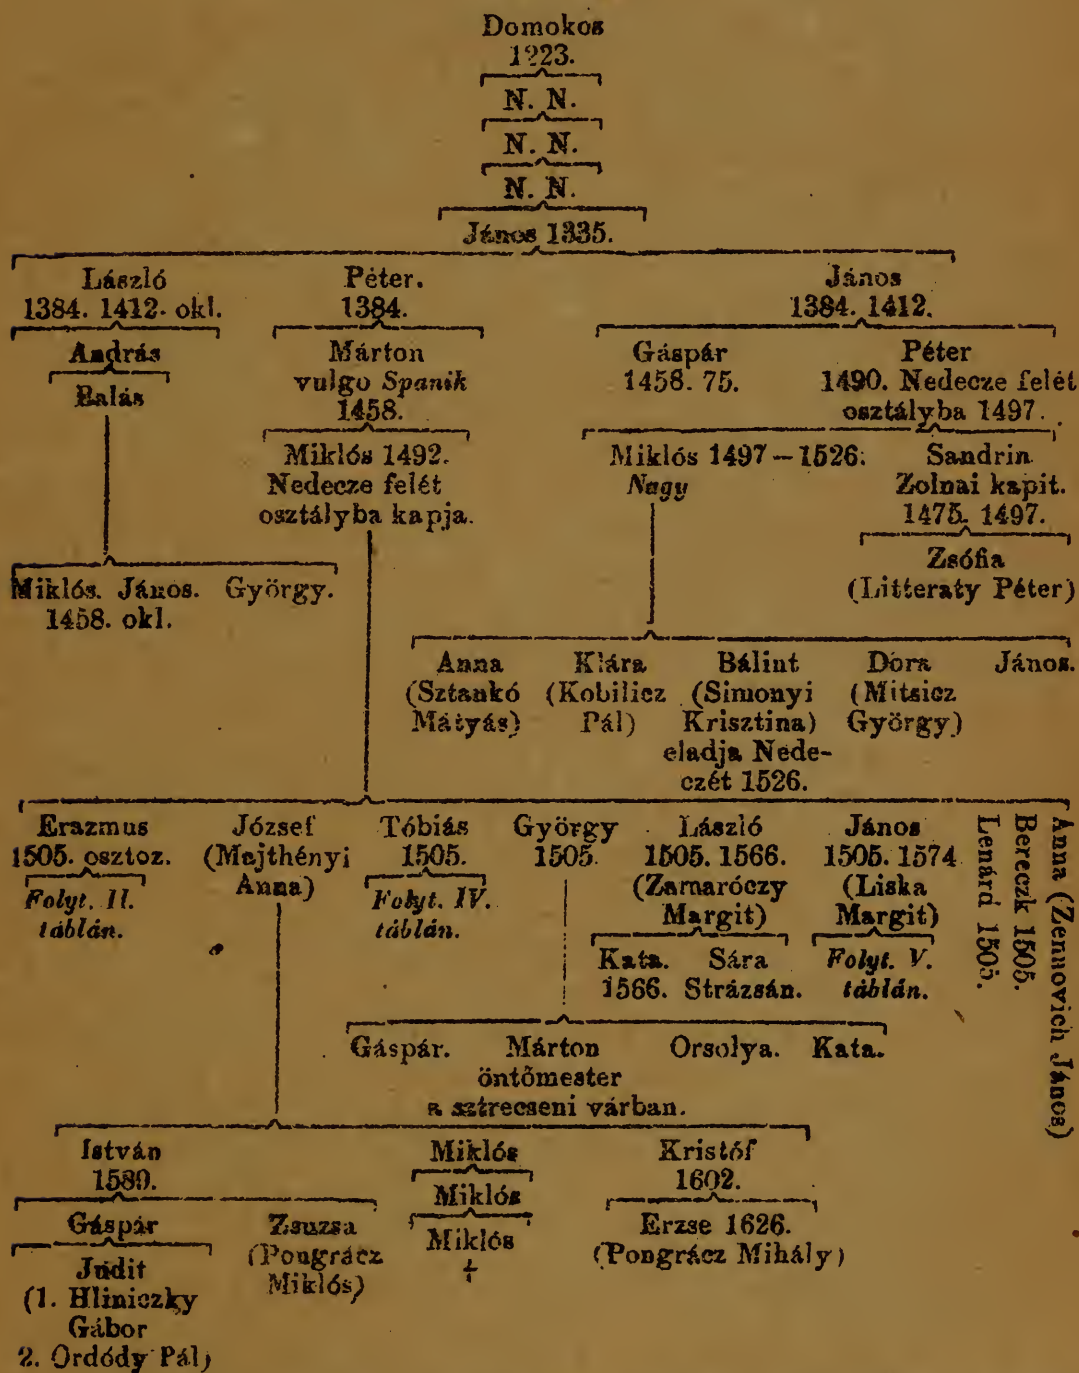 Domokos
1223.
N. N.
N. N.
N. N.
János 1335.
László Péter. János
1384. 1412. okl. 1384. 1384. 1412.
András Márton Gáspár Péter
Balás vulgo Spanik 1458. 75. 1490. Nedecze felét
1458. osztályba 1497.
Miklós 1492. Miklós 1497–1526. Sandrin
Nedecze felét Nagy Zolnai kapit.
osztályba kapja. 1475. 1497.
Zsófia
Miklós. János. György. (Litteraty Péter)
1458. okl.
Anna Klára Bálint Dóra János.
(Sztankó (Kobilicz (Simonyi (Mitsicz
Mátyás) Pál) Krisztina) György)
eladja Nede-
czét 1526.
Erazmus József Tóbiás György László János
1505. osztoz. (Majthényi 1505. 1505. 1505. 1566. 1505. 1574
Folyt. II. Anna) Folyt. IV. (Zamaróczy (Liska
táblán. táblán. Margit) Margit)
Kata. Sára Folyt. V.
1566. Strázsán. táblán.
Anna (Zennovich János)
Bereczk 1505.
Lenárd 1505.
Gáspár. Márton Orsolya. Kata.
öntőmester
a sztrecseni várban.
István Miklós Kristóf
1580. Miklós 1602.
Gáspár Zsuzsa Miklós Erzse 1626.
Judit (Pongrácz † (Pongrácz Mihály)
(1. Hliniczky Miklós)
Gábor
2. Ordódy Pál)